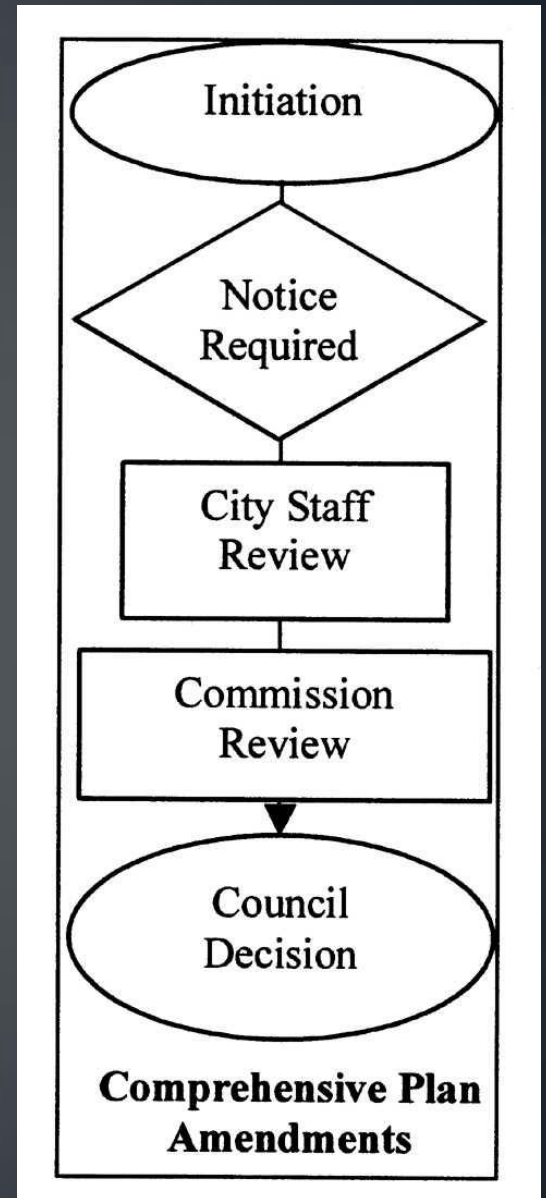 Initiation
Notice
Required
City Staff
Review
Commission
Review
Council
Decision
Comprehensive Plan
Amendments